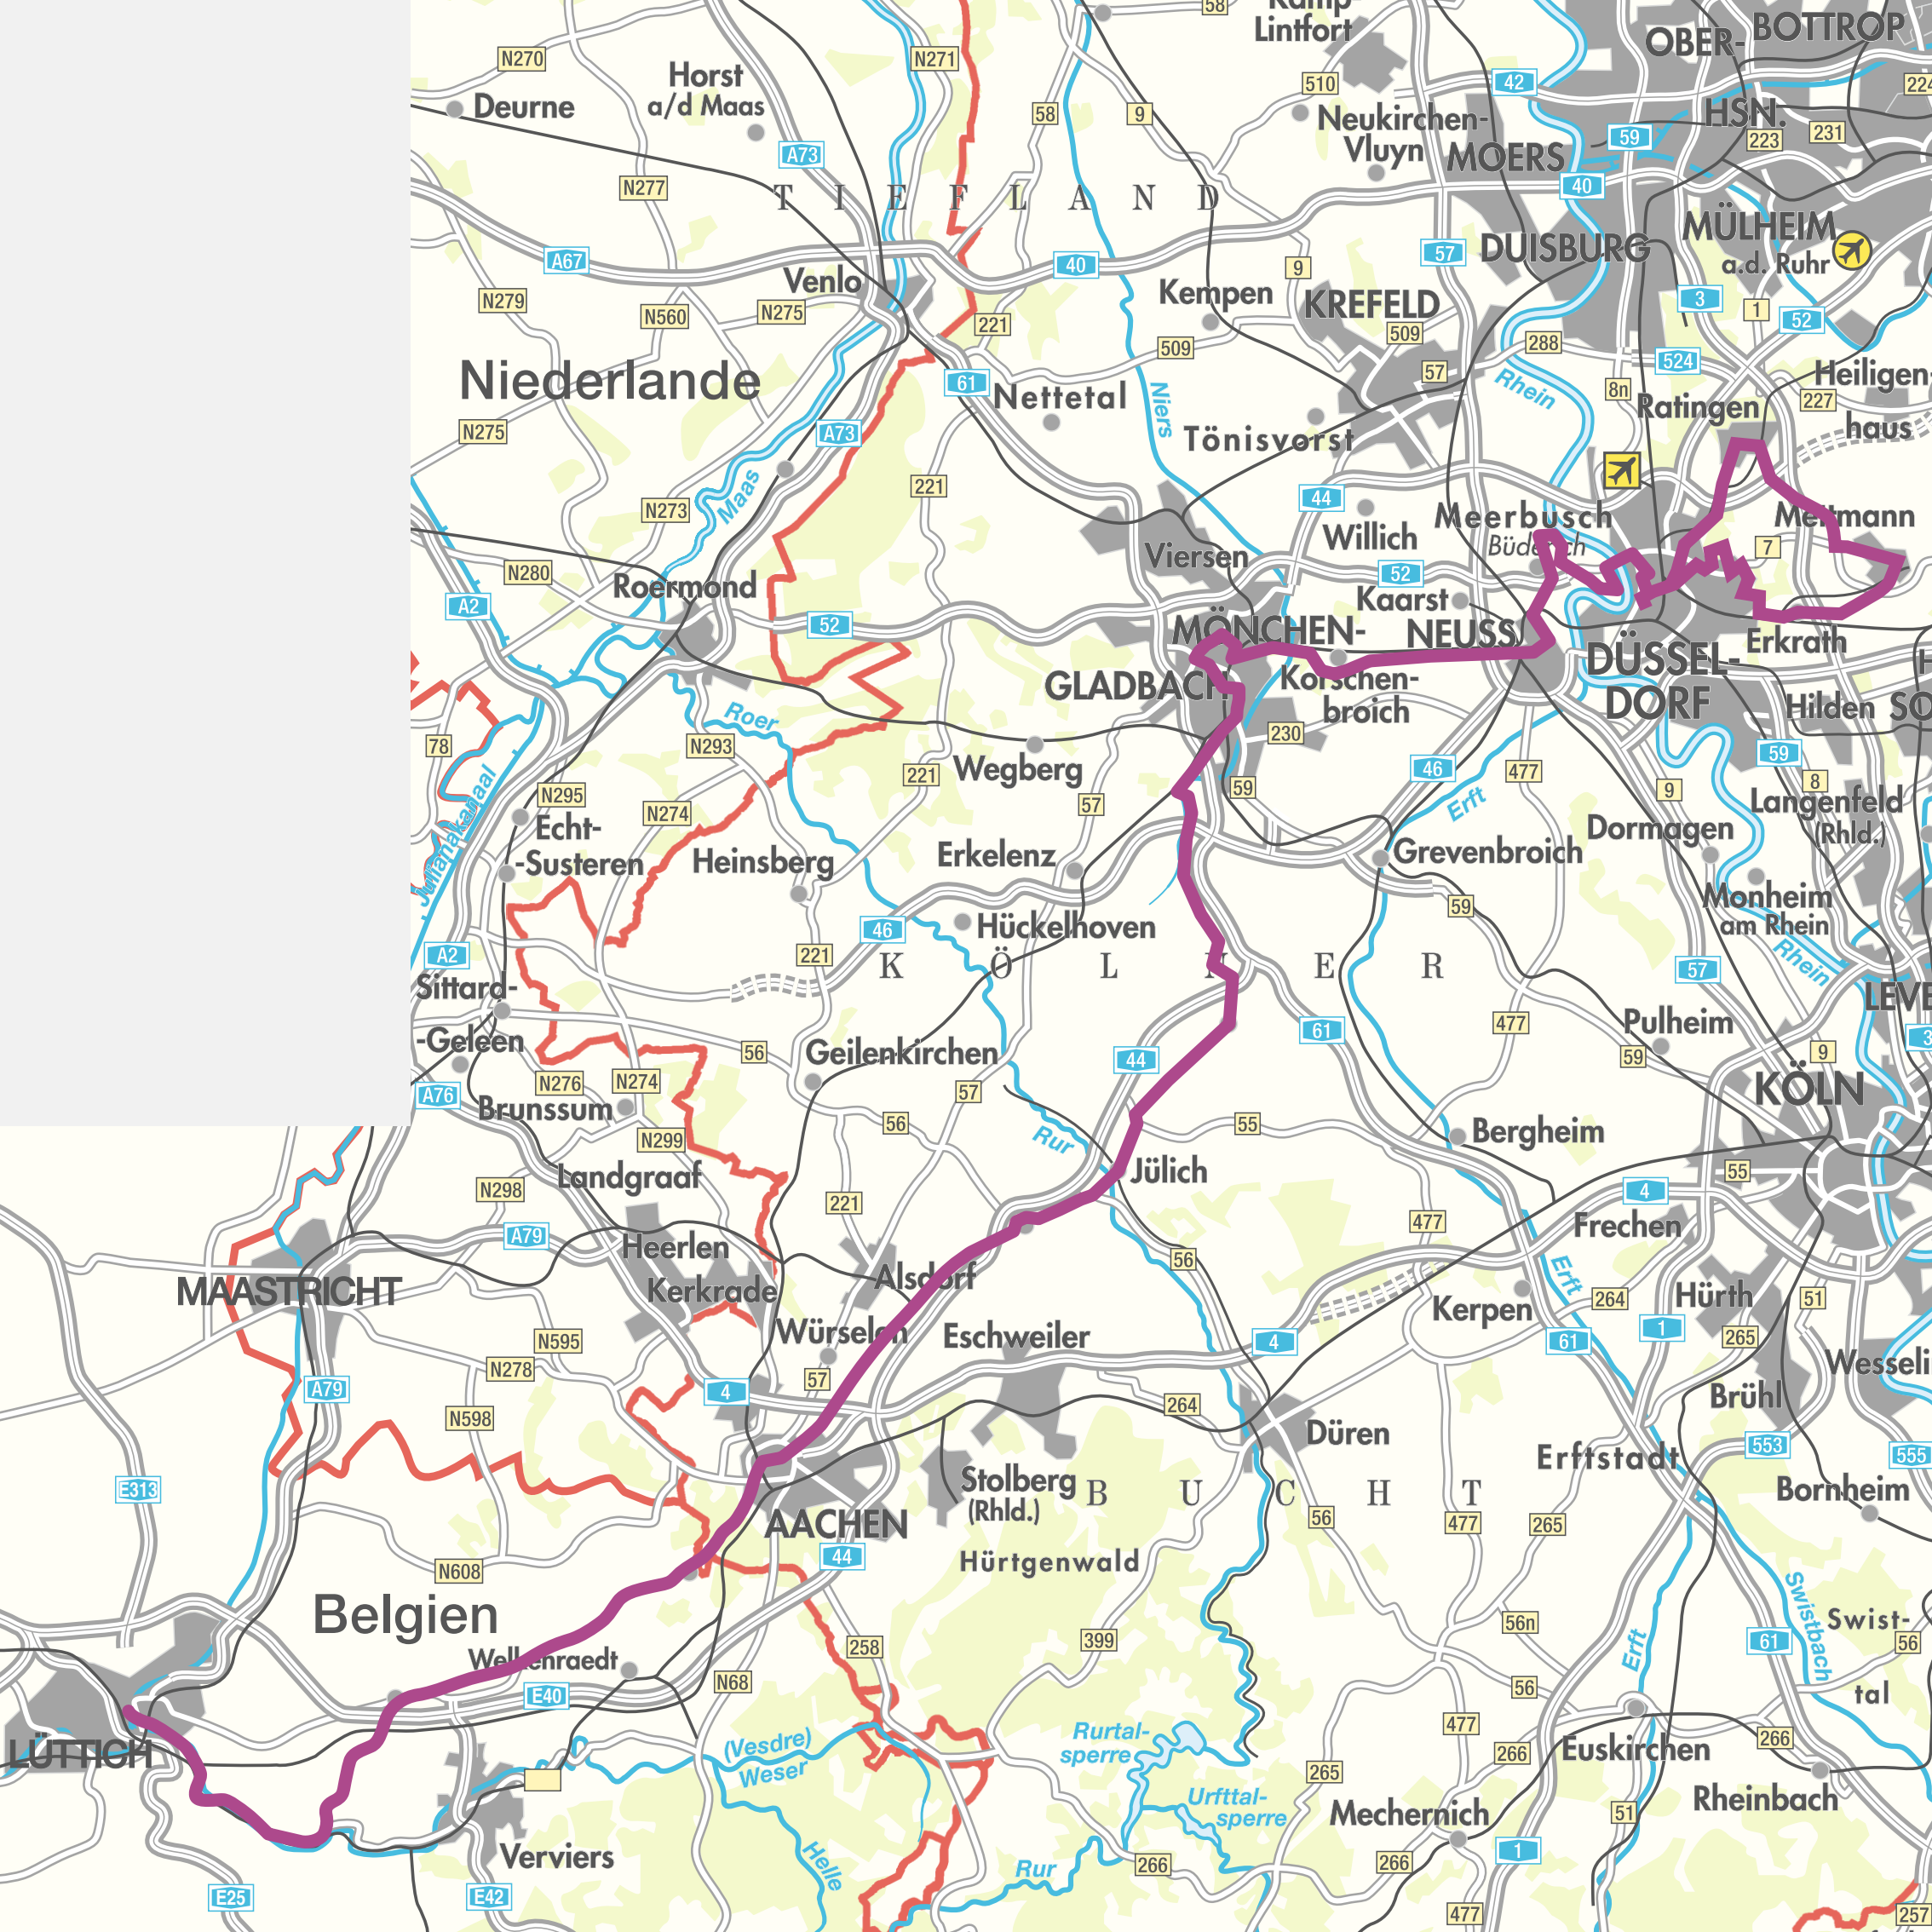 58
Kamp-
Lintfort
OBER-
BOTTROP
N270
N271
Horst
a/d Maas
Deurne
58
9
510
42
224
Neukirchen-
Vluyn
MOERS
59
HSN.
223
231
A73
N277
TIEFLAND
40
MÜLHEIM
a.d. Ruhr
A67
40
9
57
DUISBURG
Venlo
Kempen
KREFELD
3
1
52
N279
N560
N275
221
509
509
288
524
Heiligen-
haus
Niederlande
61
Nettetal
57
Rhein
8n
Ratingen
227
N275
A73
Niers
Tönisvorst
221
Maas
N273
44
Willich
Meerbusch
Büderich
Mettmann
7
Viersen
N280
Roermond
52
A2
52
Kaarst
MÖNCHEN-
GLADBACH
NEUSS
DÜSSEL-
DORF
Erkrath
Korschen-
broich
Hilden
SO
H
Roer
N293
78
230
59
221
Wegberg
46
477
9
8
Julianakanaal
N295
N274
57
59
Erft
Langenfeld
(Rhld.)
Echt-
-Susteren
Heinsberg
Erkelenz
Dormagen
Grevenbroich
Monheim
am Rhein
46
Hückelhoven
59
Rhein
A2
221
KÖLNER
57
Sittard-
-Geleen
LEVE
56
Geilenkirchen
44
61
477
Pulheim
59
9
3
A76
N276
N274
57
KÖLN
Brunssum
56
55
N299
Rur
Bergheim
Landgraaf
Jülich
55
N298
221
4
A79
477
Frechen
Heerlen
Kerkrade
56
Erft
MAASTRICHT
Alsdorf
Kerpen
264
Hürth
51
Würselen
Eschweiler
4
61
1
265
N595
N278
57
Wesseli
A79
4
Brühl
N598
264
Düren
Erftstadt
553
555
E313
Stolberg
(Rhld.)
BUCHT
Bornheim
AACHEN
56
477
265
44
Hürtgenwald
N608
Belgien
Swistbach
56n
Swist-
tal
56
258
399
Erft
61
Welkenraedt
N68
E40
56
477
(Vesdre)
Weser
Rurtal-
sperre
LÜTTICH
266
Euskirchen
266
265
Urfttal-
sperre
Mechernich
51
Rheinbach
Verviers
Helle
Rur
266
266
1
E25
E42
477
257